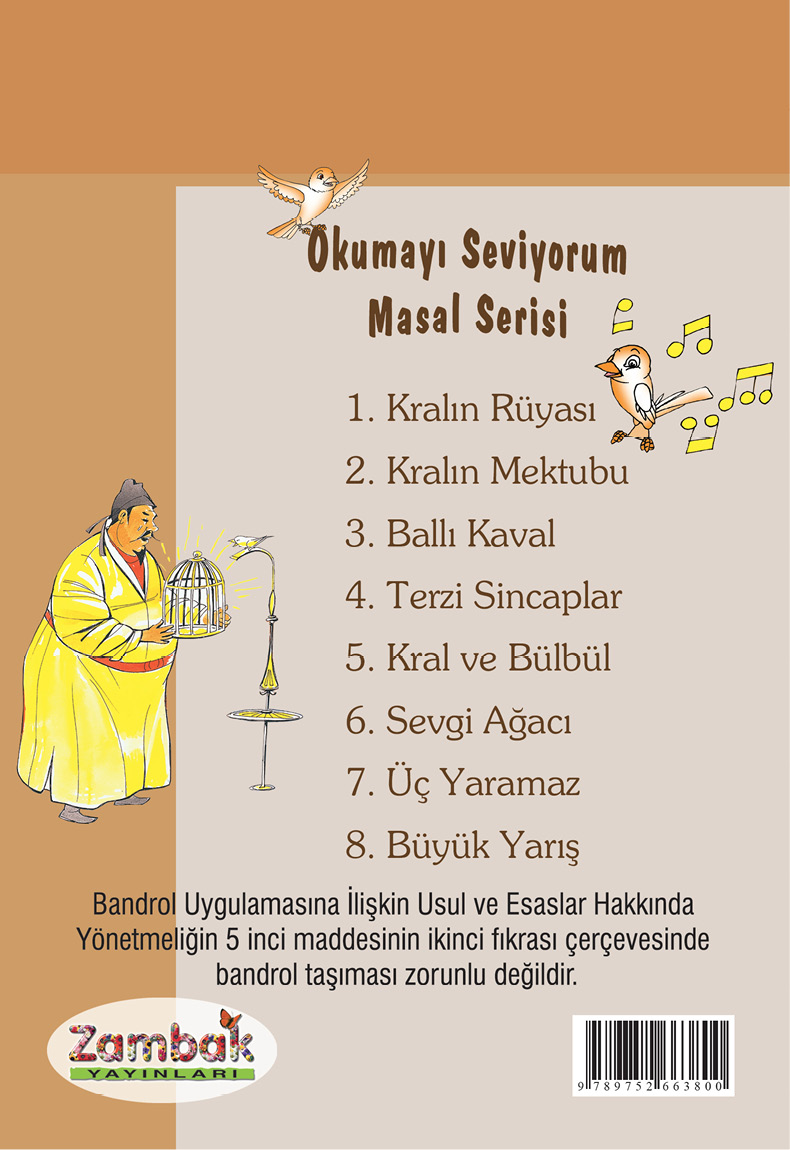 Okumayı Seviyorum
Masal Serisi
1. Kralın Rüyası
2. Kralın Mektubu
3. Ballı Kaval
4. Terzi Sincaplar
5. Kral ve Bülbül
6. Sevgi Ağacı
7. Üç Yaramaz
8. Büyük Yarış
Bandrol Uygulamasına İlişkin Usul ve Esaslar Hakkında
Yönetmeliğin 5 inci maddesinin ikinci fıkrası çerçevesinde
bandrol taşıması zorunlu değildir.
Zambak
YAYINLARI
9 789752 663800